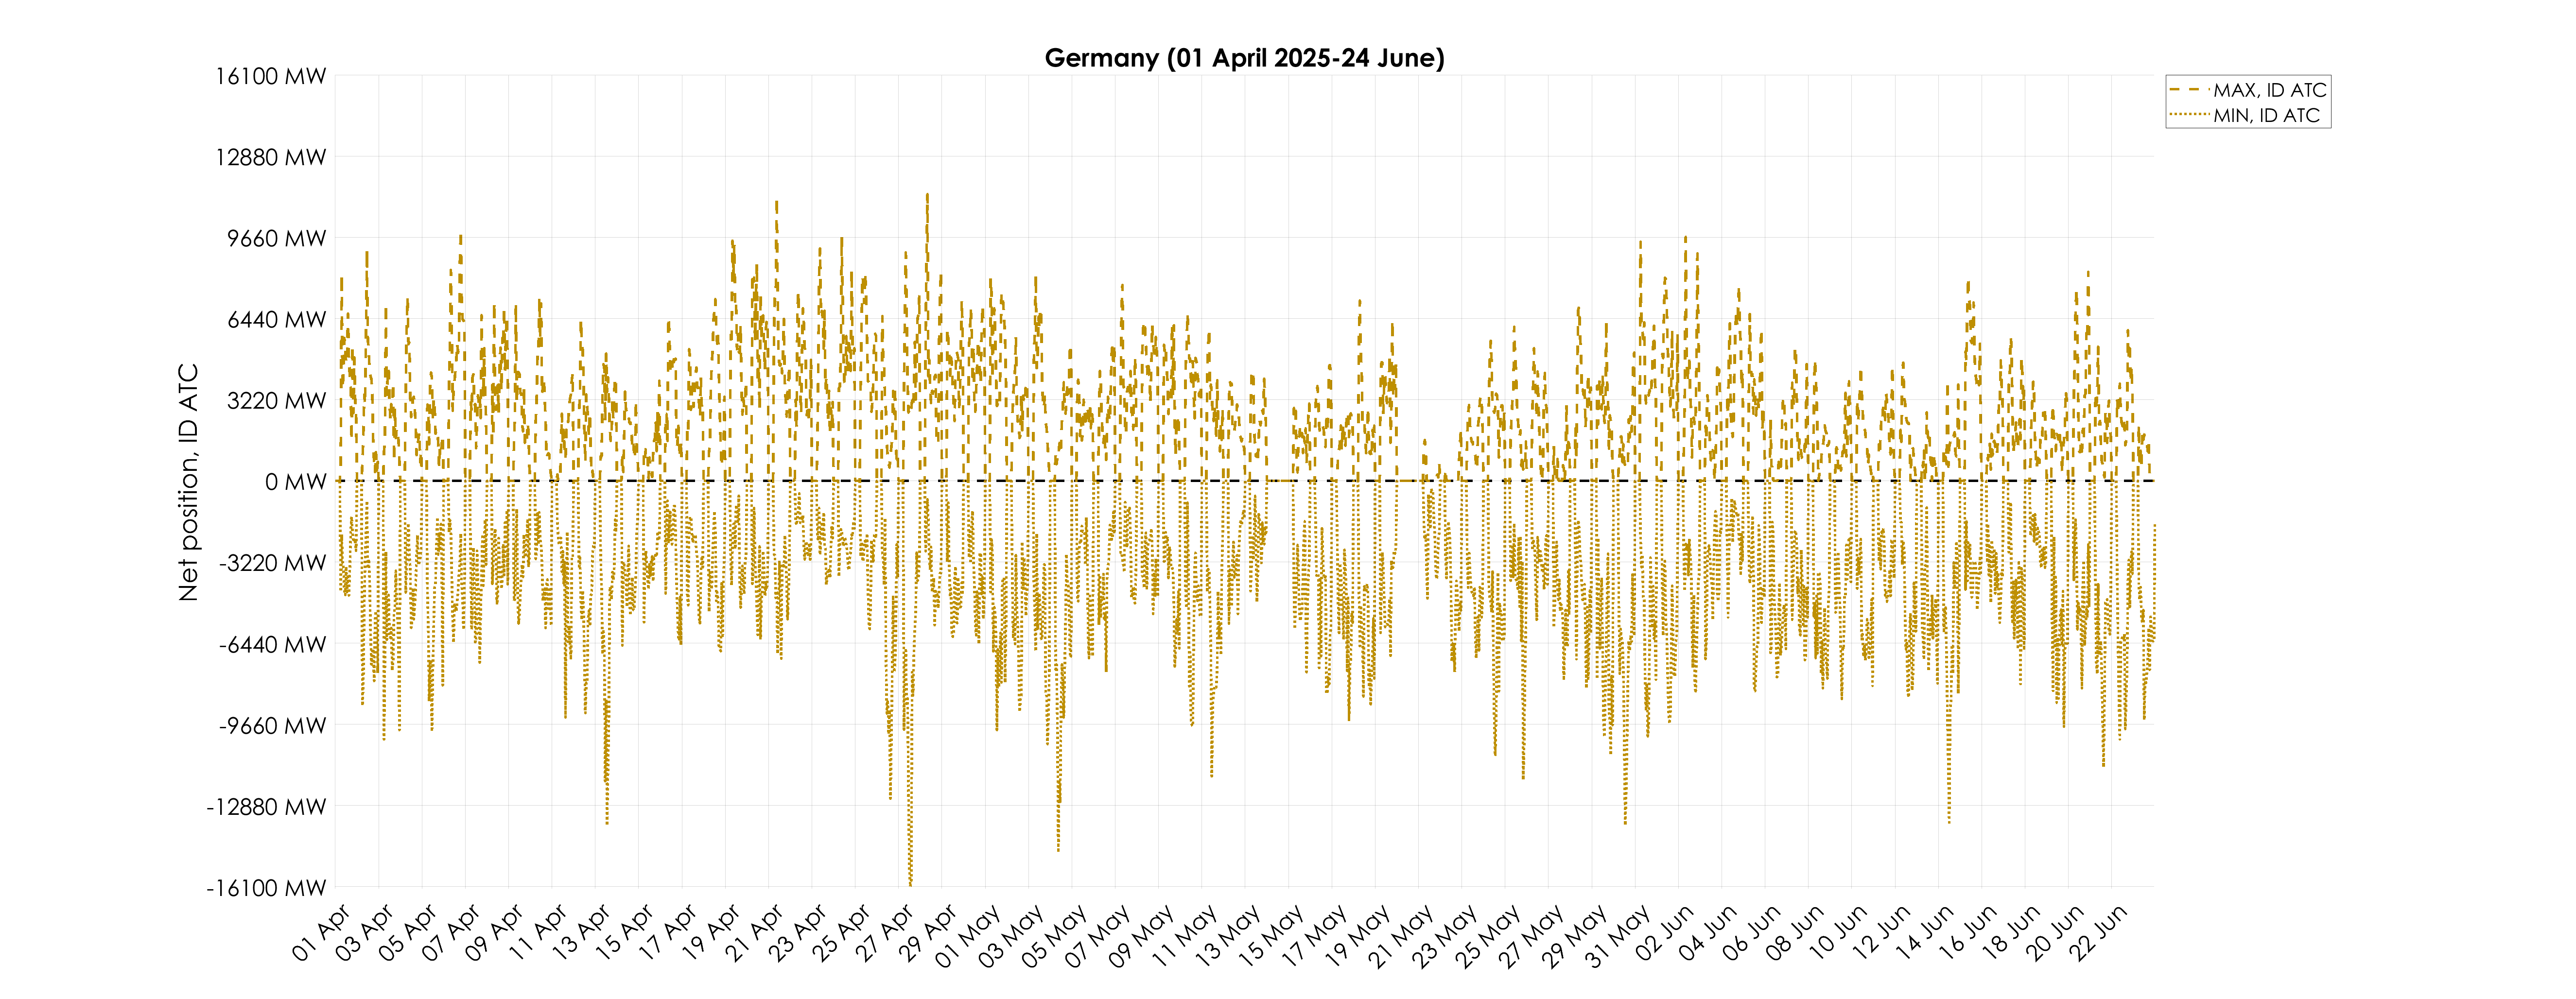 Germany (01 April 2025-24 June)
16100 MW
12880 MW
9660 MW
6440 MW
3220 MW
0 MW
-3220 MW
-6440 MW
-9660 MW
-12880 MW
-16100 MW
Net position, ID ATC
MAX, ID ATC
MIN, ID ATC
01 Apr
03 Apr
05 Apr
07 Apr
09 Apr
11 Apr
13 Apr
15 Apr
17 Apr
19 Apr
21 Apr
23 Apr
25 Apr
27 Apr
29 Apr
01 May
03 May
05 May
07 May
09 May
11 May
13 May
15 May
17 May
19 May
21 May
23 May
25 May
27 May
29 May
31 May
02 Jun
04 Jun
06 Jun
08 Jun
10 Jun
12 Jun
14 Jun
16 Jun
18 Jun
20 Jun
22 Jun